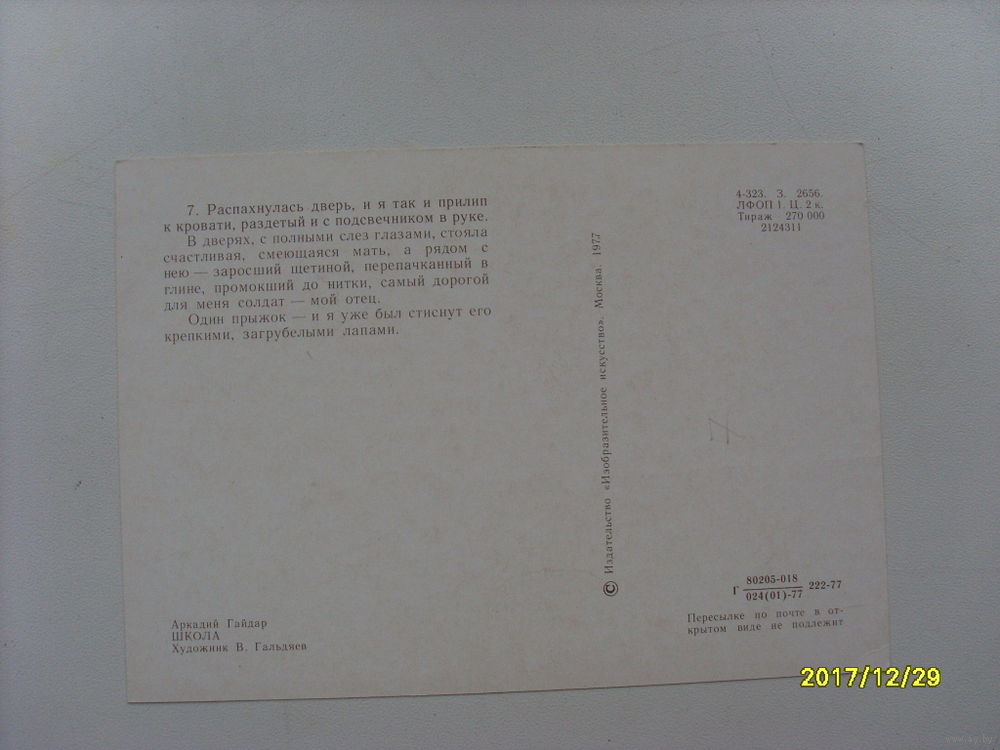 7. Распахнулась дверь, и я так и прилип
к кровати, раздетый и с подсвечником в руке.
В дверях, с полными слез глазами, стояла
счастливая, смеющаяся мать, а рядом с
нею — заросший щетиной, перепачканный в
глине, промокший до нитки, самый дорогой
для меня солдат — мой отец.
Один прыжок — и я уже был стиснут его
крепкими, загрубелыми лапами.
Аркадий Гайдар
ШКОЛА
Художник В. Гальдяев
© Издательство «Изобразительное искусство». Москва. 1977
4-323. З. 2656.
ЛФОП 1. Ц. 2 к.
Тираж 270 000
2124311
7
Г 80205-018 222-77
024(01)-77
Пересылке по почте в от-
крытом виде не подлежит
2017/12/29
www.ay.by